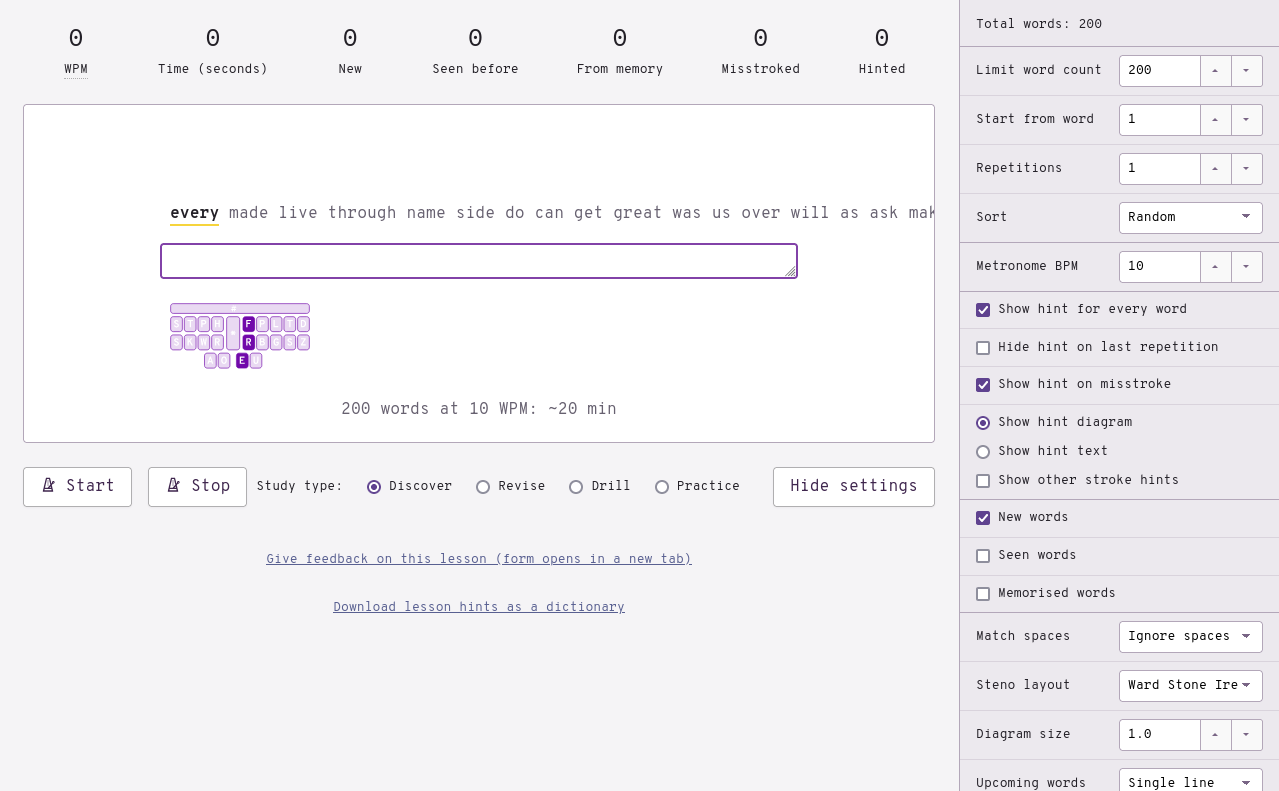 0 0 0 0 0 0 0
WPM Time (seconds) New Seen before From memory Misstroked Hinted
every made live through name side do can get great was us over will as ask mak
#
S T P H * F P L T D
S K W R R B G S Z
A O E U
200 words at 10 WPM: ~20 min
Start Stop Study type: Discover Revise Drill Practice Hide settings
Give feedback on this lesson (form opens in a new tab)
Download lesson hints as a dictionary
Total words: 200
Limit word count 200
Start from word 1
Repetitions 1
Sort Random
Metronome BPM 10
Show hint for every word
Hide hint on last repetition
Show hint on misstroke
Show hint diagram
Show hint text
Show other stroke hints
New words
Seen words
Memorised words
Match spaces Ignore spaces
Steno layout Ward Stone Ire
Diagram size 1.0
Upcoming words Single line